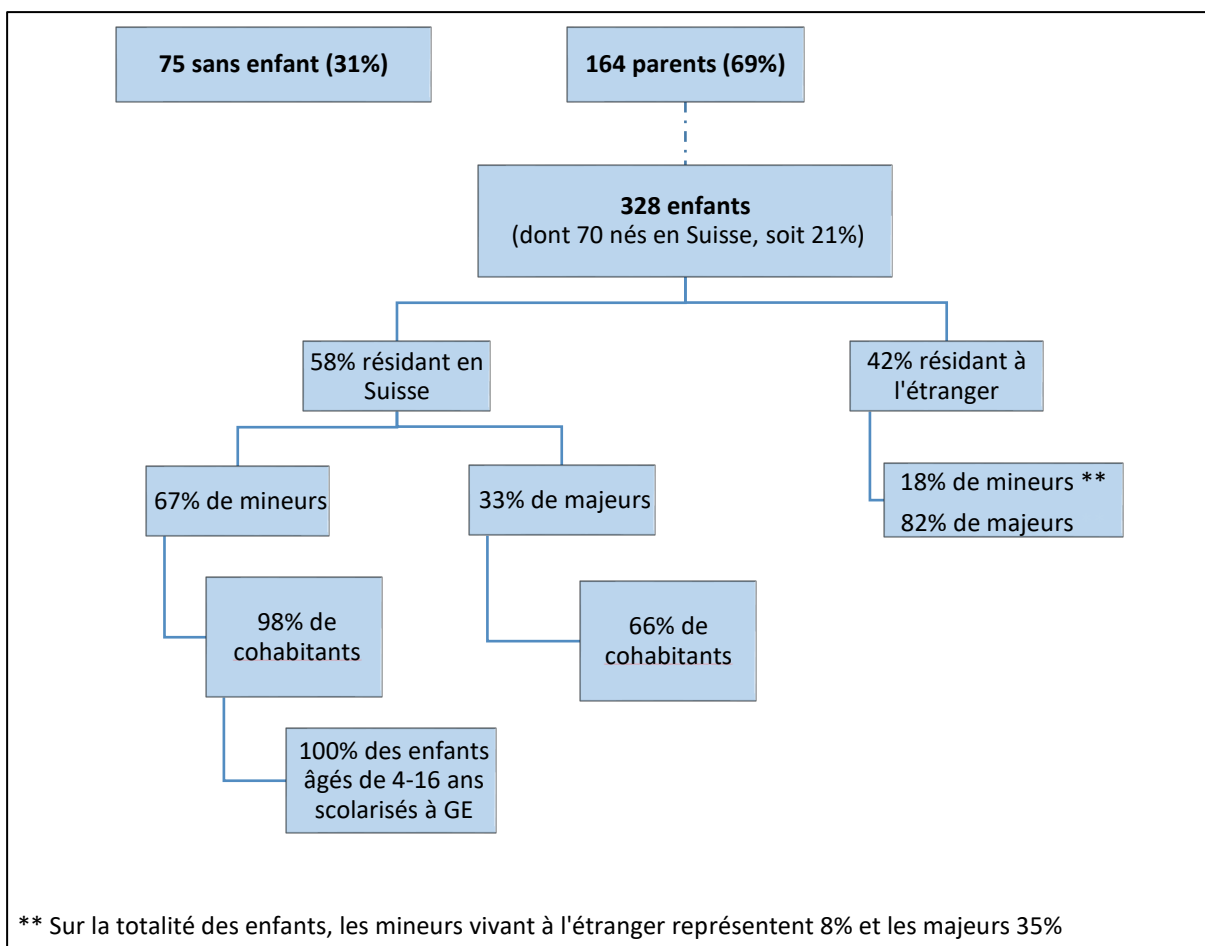 75 sans enfant (31%)
164 parents (69%)
328 enfants
(dont 70 nés en Suisse, soit 21%)
58% résidant en
Suisse
42% résidant à
l'étranger
67% de mineurs
33% de majeurs
18% de mineurs **
82% de majeurs
98% de
cohabitants
66% de
cohabitants
100% des enfants
âgés de 4-16 ans
scolarisés à GE
** Sur la totalité des enfants, les mineurs vivant à l'étranger représentent 8% et les majeurs 35%